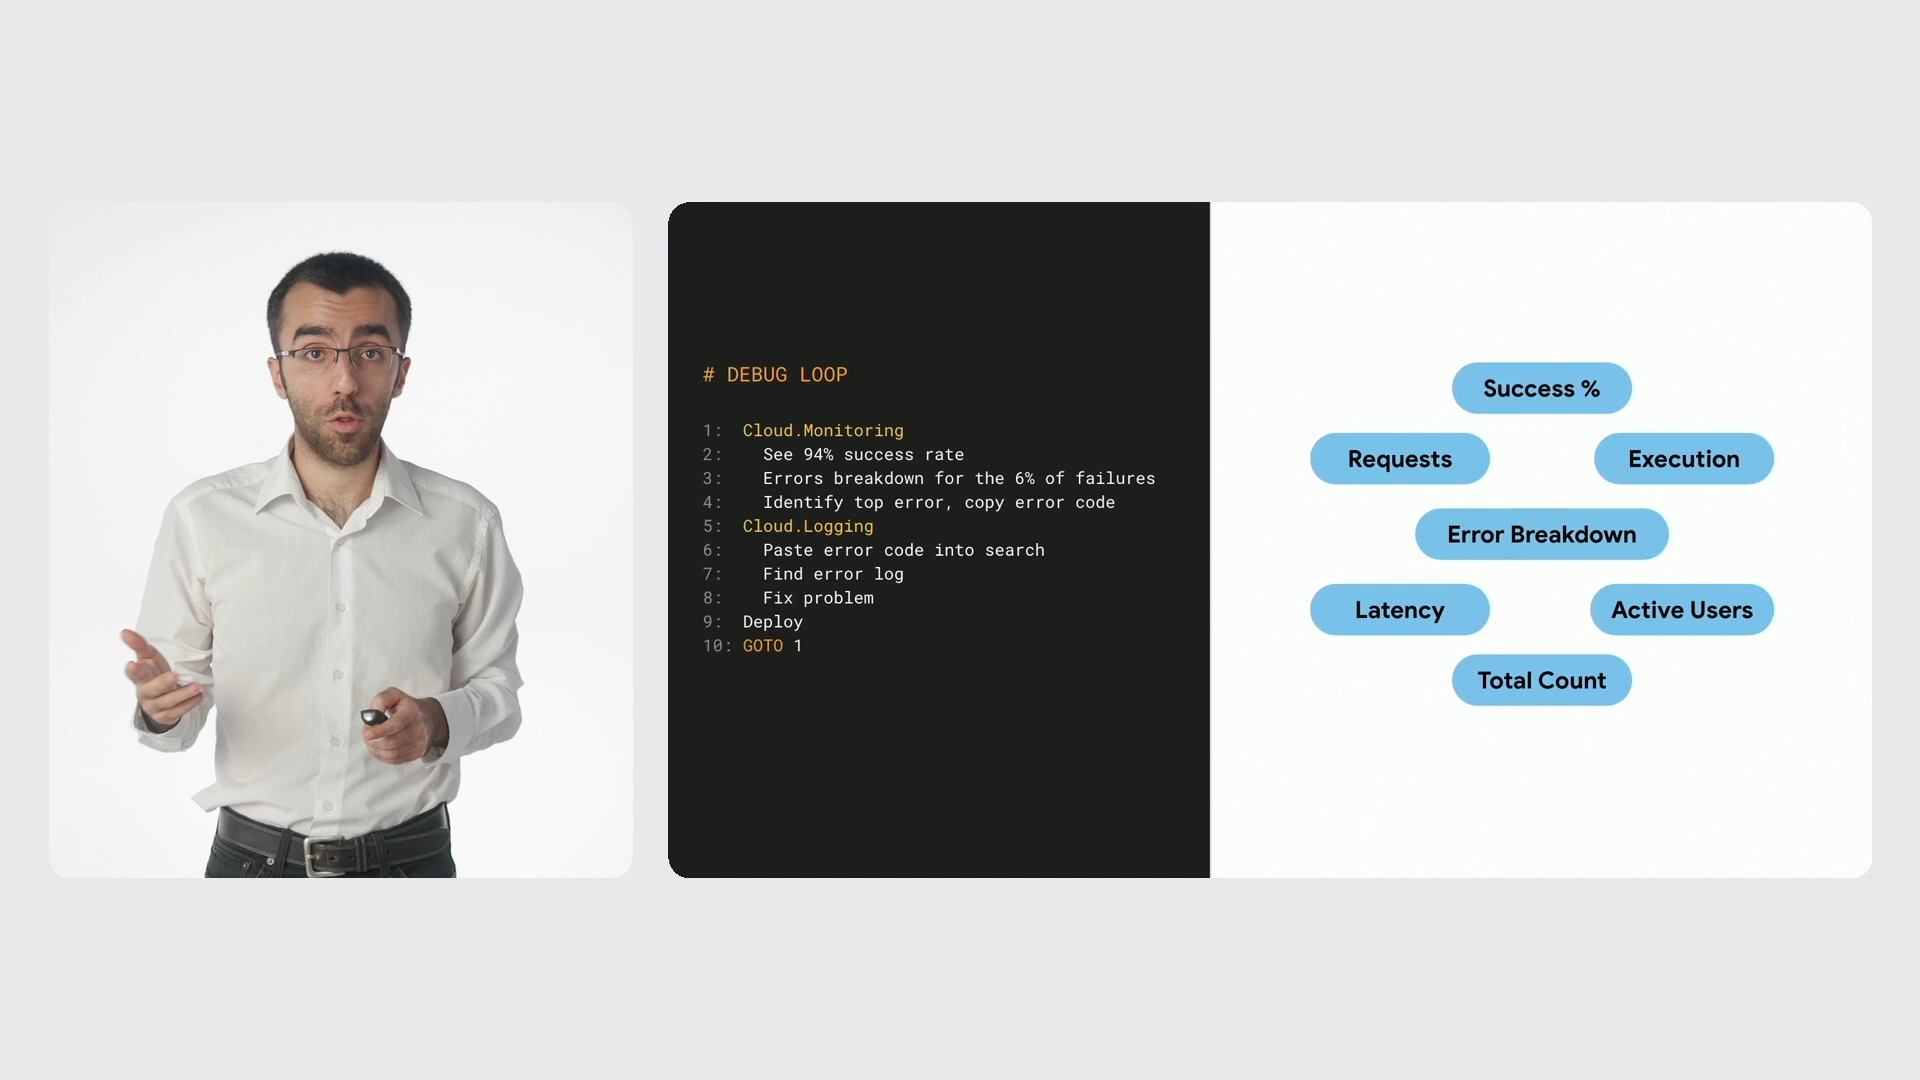 # DEBUG LOOP
1: Cloud.Monitoring
2: See 94% success rate
3: Errors breakdown for the 6% of failures
4: Identify top error, copy error code
5: Cloud.Logging
6: Paste error code into search
7: Find error log
8: Fix problem
9: Deploy
10: GOTO 1
Success %
Requests
Execution
Error Breakdown
Latency
Active Users
Total Count